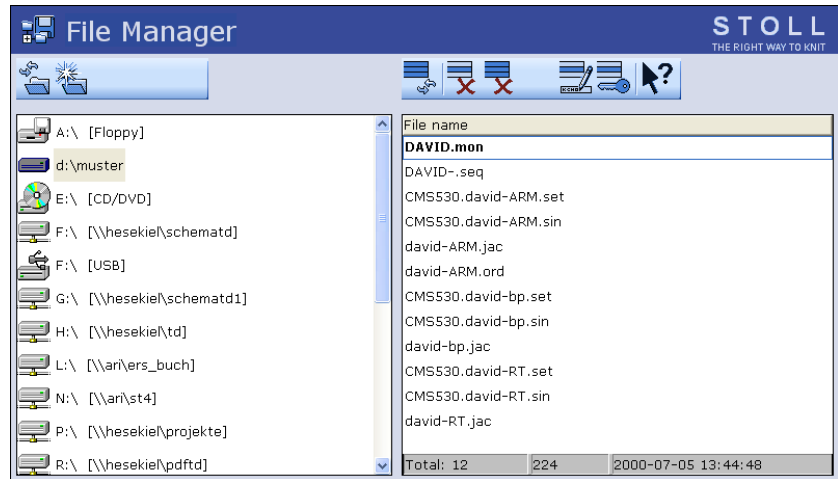 File Manager
STOLL
THE RIGHT WAY TO KNIT
A:\ [Floppy]
d:\muster
E:\ [CD/DVD]
F:\ [\\hesekiel\schematd]
F:\ [USB]
G:\ [\\hesekiel\schematd1]
H:\ [\\hesekiel\td]
L:\ [\\ari\ers_buch]
N:\ [\\ari\st4]
P:\ [\\hesekiel\projekte]
R:\ [\\hesekiel\pdftd]
File name
DAVID.mon
DAVID-.seq
CMS530.david-ARM.set
CMS530.david-ARM.sin
david-ARM.jac
david-ARM.ord
CMS530.david-bp.set
CMS530.david-bp.sin
david-bp.jac
CMS530.david-RT.set
CMS530.david-RT.sin
david-RT.jac
Total: 12 224 2000-07-05 13:44:48